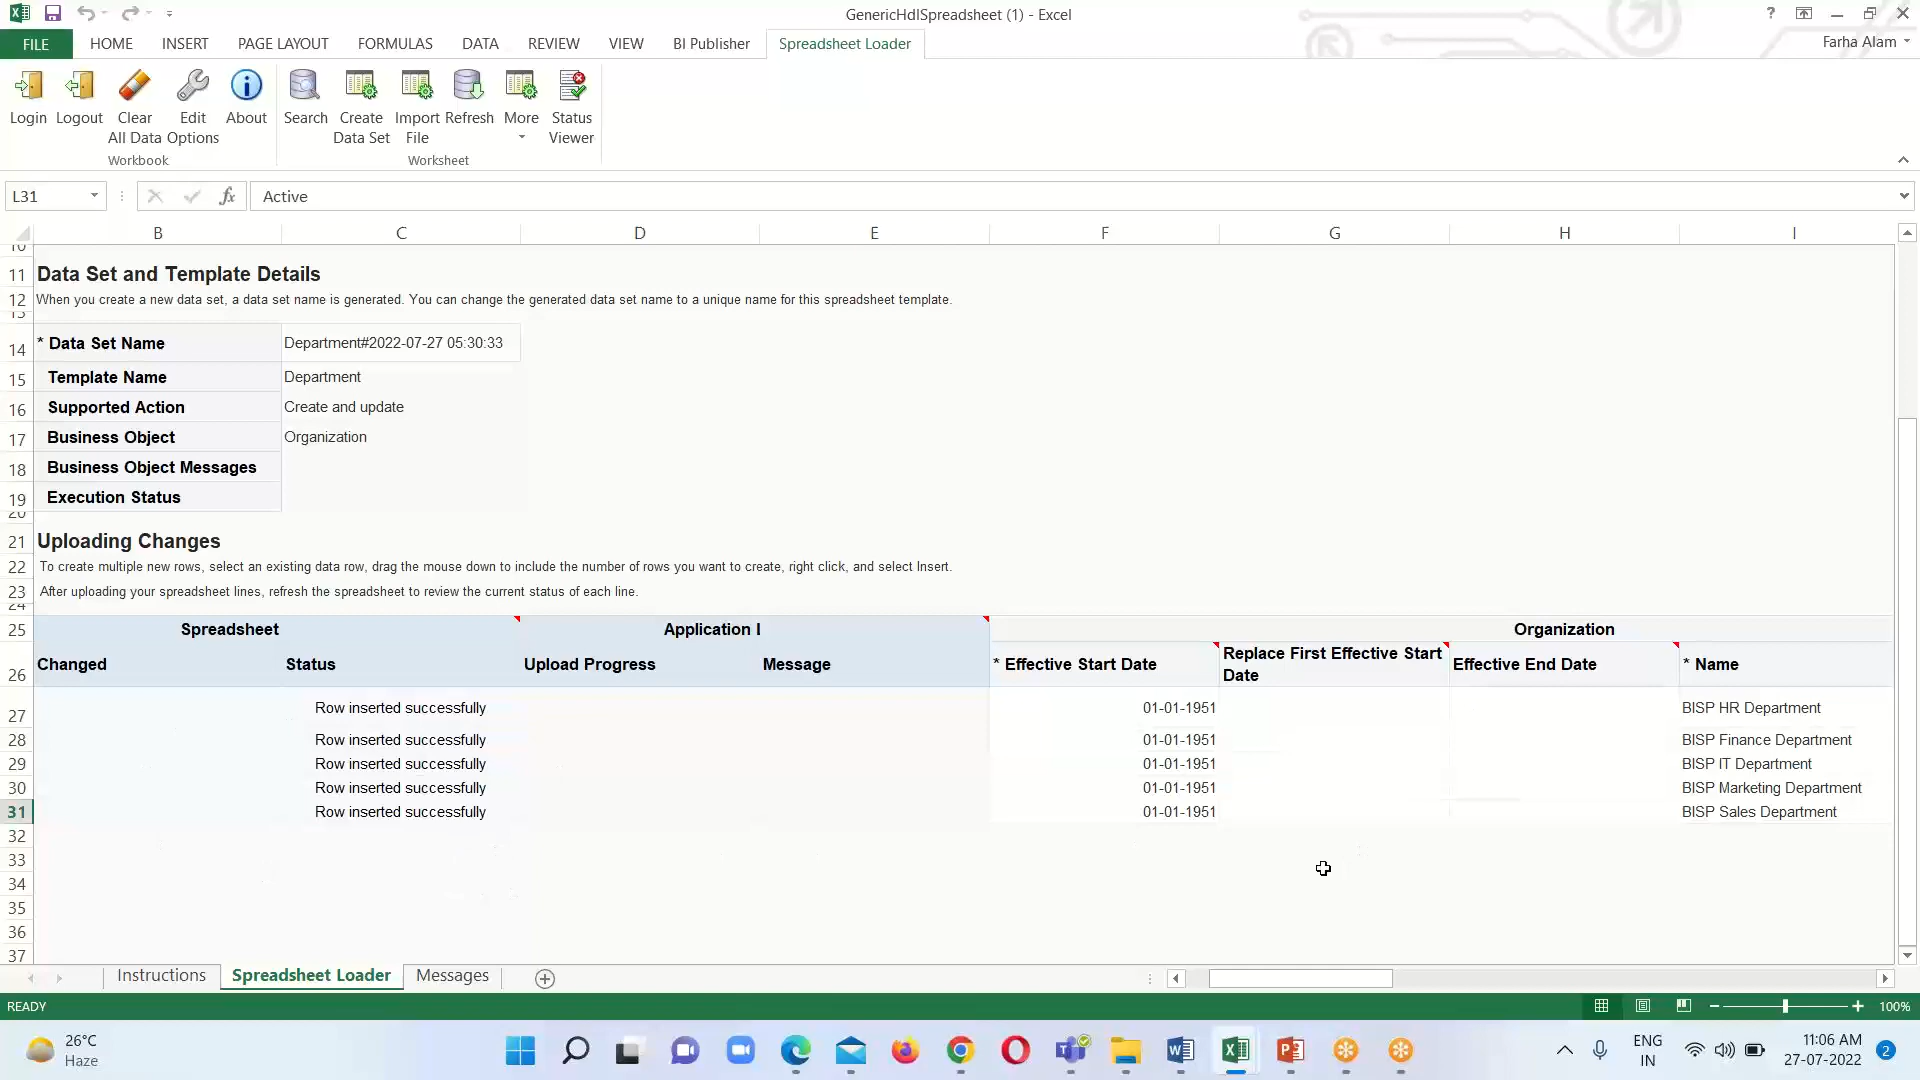 GenericHdlSpreadsheet (1) - Excel
?
FILE HOME INSERT PAGE LAYOUT FORMULAS DATA REVIEW VIEW BI Publisher Spreadsheet Loader
Farha Alam
Login Logout Clear All Data Edit Options About Search Create Data Set Import File Refresh More Status Viewer
Workbook Worksheet
L31 fx Active
B C D E F G H I
10
11 Data Set and Template Details
12 When you create a new data set, a data set name is generated. You can change the generated data set name to a unique name for this spreadsheet template.
13
14 * Data Set Name Department#2022-07-27 05:30:33
15 Template Name Department
16 Supported Action Create and update
17 Business Object Organization
18 Business Object Messages
19 Execution Status
20
21 Uploading Changes
22 To create multiple new rows, select an existing data row, drag the mouse down to include the number of rows you want to create, right click, and select Insert.
23 After uploading your spreadsheet lines, refresh the spreadsheet to review the current status of each line.
24
25 Spreadsheet Application I Organization
26 Changed Status Upload Progress Message * Effective Start Date Replace First Effective Start Date Effective End Date * Name
27 Row inserted successfully 01-01-1951 BISP HR Department
28 Row inserted successfully 01-01-1951 BISP Finance Department
29 Row inserted successfully 01-01-1951 BISP IT Department
30 Row inserted successfully 01-01-1951 BISP Marketing Department
31 Row inserted successfully 01-01-1951 BISP Sales Department
32
33
34
35
36
37
Instructions Spreadsheet Loader Messages
READY 100%
26°C
Haze
ENG
IN
11:06 AM
27-07-2022
2